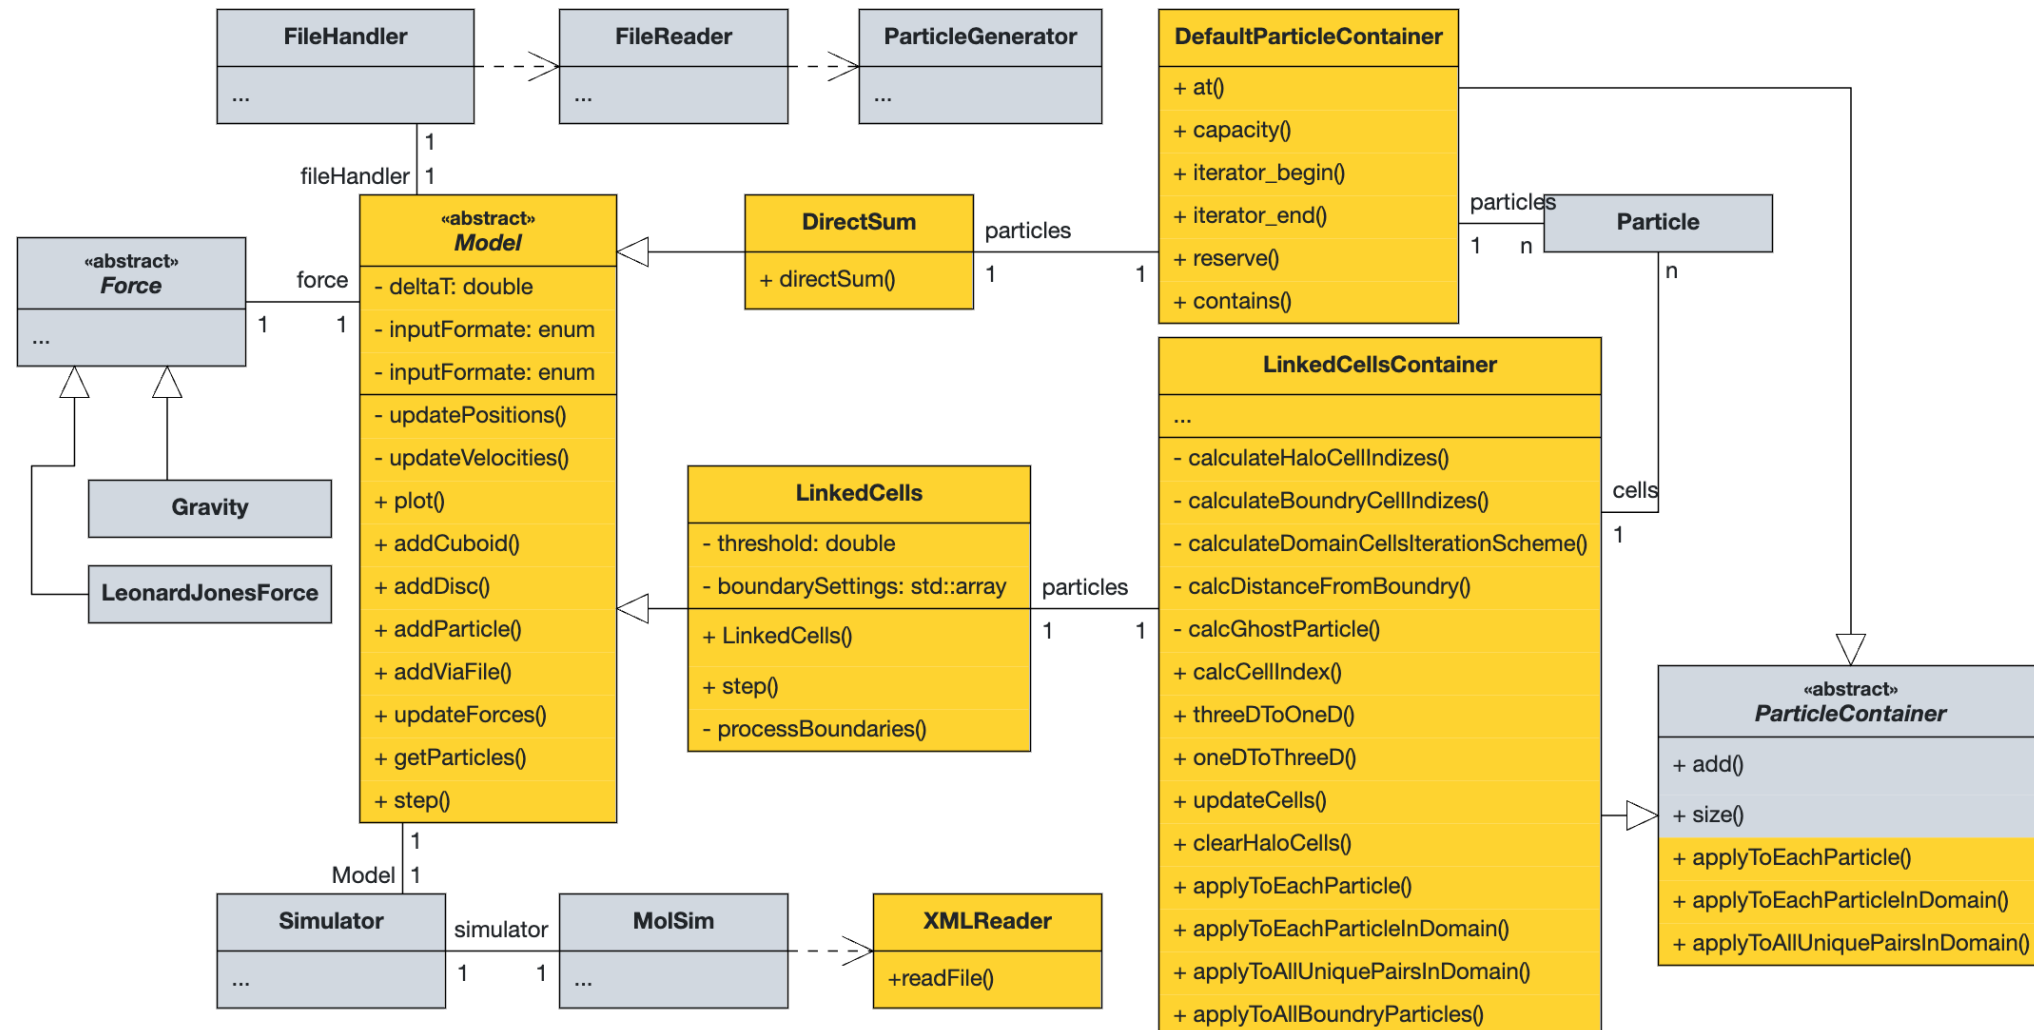 FileHandler
...
FileReader
...
ParticleGenerator
...
1
fileHandler 1
«abstract»
Model
- deltaT: double
- inputFormate: enum
- inputFormate: enum
- updatePositions()
- updateVelocities()
+ plot()
+ addCuboid()
+ addDisc()
+ addParticle()
+ addViaFile()
+ updateForces()
+ getParticles()
+ step()
«abstract»
Force
...
force
1 1
Gravity
LeonardJonesForce
DirectSum
+ directSum()
particles
1 1
DefaultParticleContainer
+ at()
+ capacity()
+ iterator_begin()
+ iterator_end()
+ reserve()
+ contains()
particles
1 n
Particle
n
LinkedCells
- threshold: double
- boundarySettings: std::array
+ LinkedCells()
+ step()
- processBoundaries()
particles
1 1
LinkedCellsContainer
...
- calculateHaloCellIndizes()
- calculateBoundryCellIndizes()
- calculateDomainCellsIterationScheme()
- calcDistanceFromBoundry()
- calcGhostParticle()
+ calcCellIndex()
+ threeDToOneD()
+ oneDToThreeD()
+ updateCells()
+ clearHaloCells()
+ applyToEachParticle()
+ applyToEachParticleInDomain()
+ applyToAllUniquePairsInDomain()
+ applyToAllBoundryParticles()
cells
1
«abstract»
ParticleContainer
+ add()
+ size()
+ applyToEachParticle()
+ applyToEachParticleInDomain()
+ applyToAllUniquePairsInDomain()
1
Model 1
Simulator
...
simulator
1 1
MolSim
...
XMLReader
+readFile()